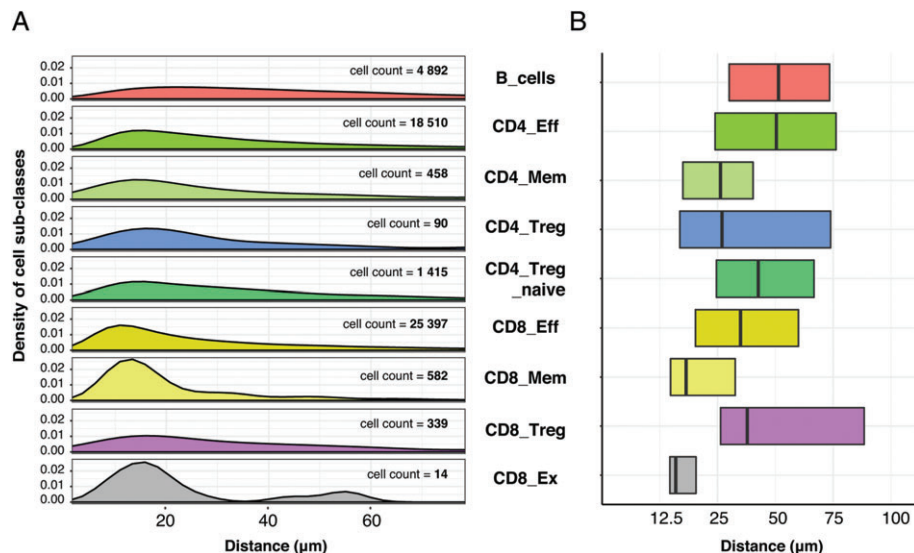 A
B
Density of cell sub-classes
0.02
0.01
0.00
cell count = 4 892
B_cells
0.02
0.01
0.00
cell count = 18 510
CD4_Eff
0.02
0.01
0.00
cell count = 458
CD4_Mem
0.02
0.01
0.00
cell count = 90
CD4_Treg
0.02
0.01
0.00
cell count = 1 415
CD4_Treg
_naive
0.02
0.01
0.00
cell count = 25 397
CD8_Eff
0.02
0.01
0.00
cell count = 582
CD8_Mem
0.02
0.01
0.00
cell count = 339
CD8_Treg
0.02
0.01
0.00
cell count = 14
CD8_Ex
20 40 60
Distance (µm)
12.5 25 50 75 100
Distance (µm)